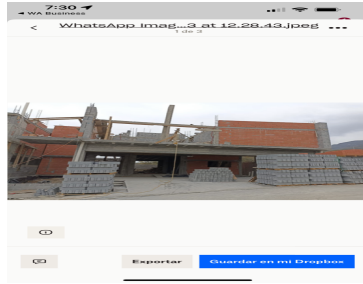 7:30
WA Business
WhatsApp Imag...3 at 12.28.43.jpeg
1 de 3
Exportar
Guardar en mi Dropbox